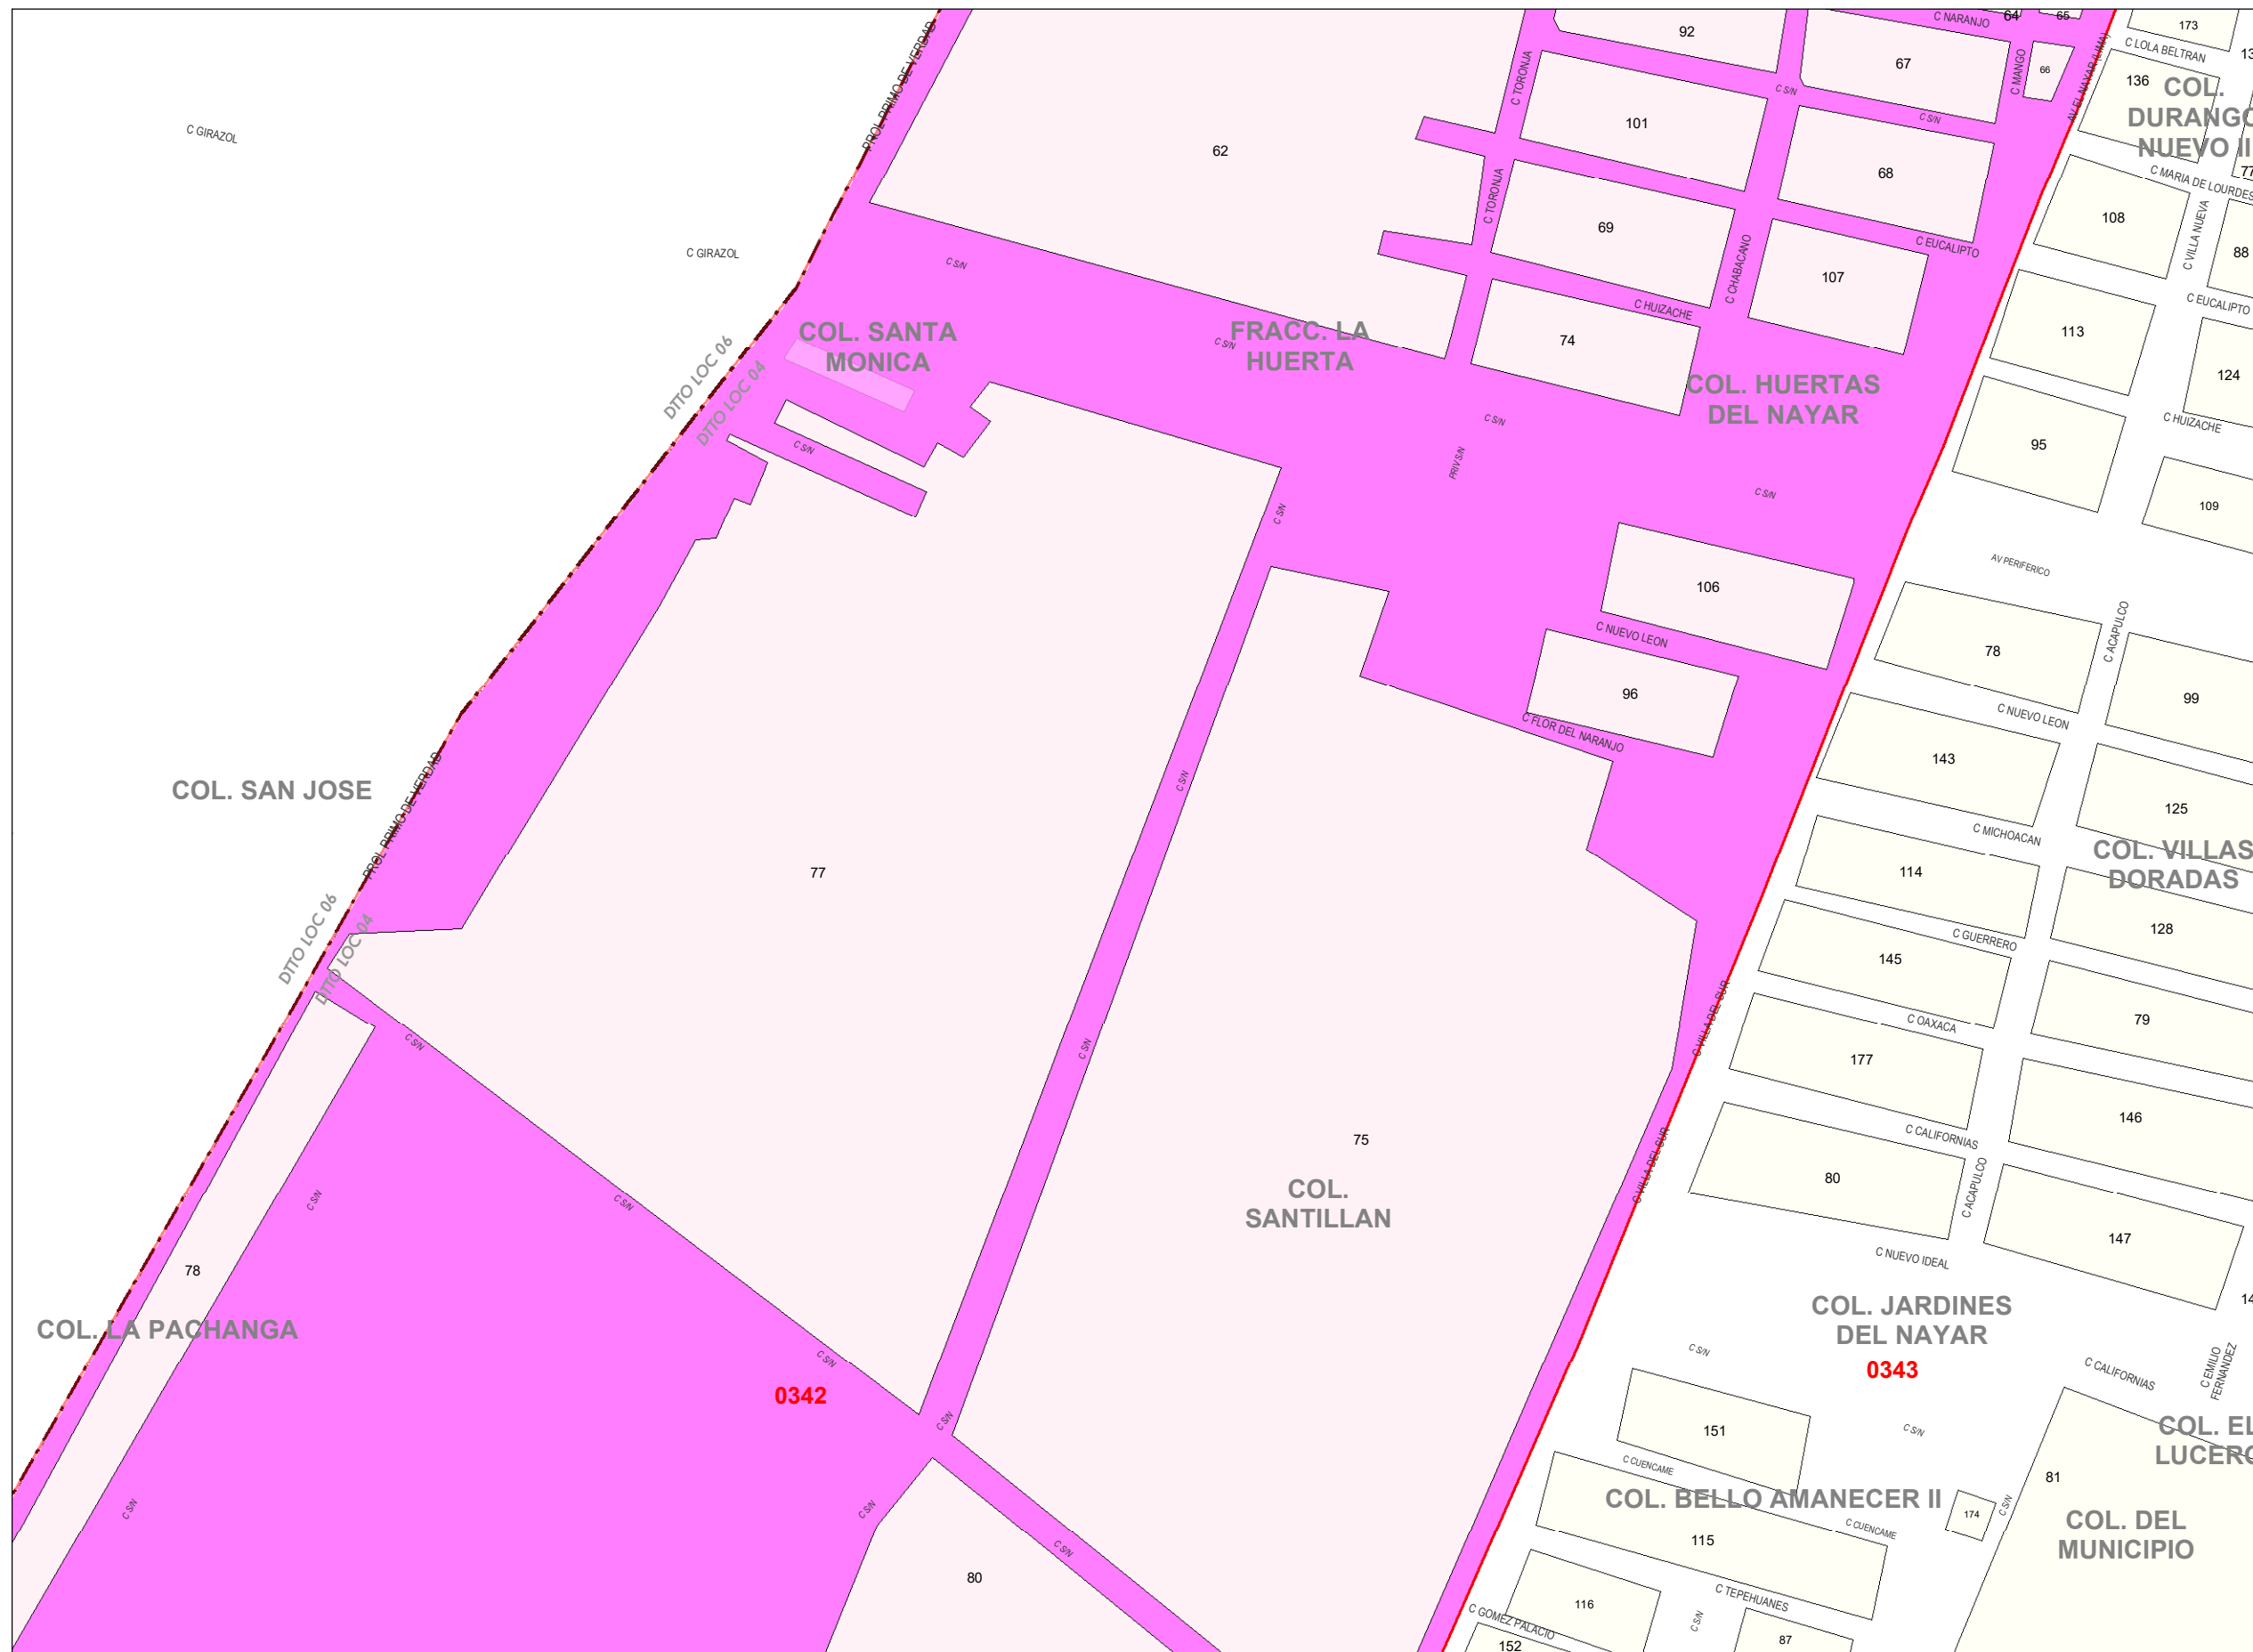 C NARANJO
64
65
173
92
C LOLA BELTRAN
PROL PRIMO DE VERDAD
67
C MANGO
66
AV EL NAYAR (LIMA)
136
COL.
DURANGO
NUEVO II
C TORONJA
C S/N
C S/N
C GIRAZOL
101
62
68
C MARIA DE LOURDES
77
C TORONJA
69
108
C VILLA NUEVA
88
C GIRAZOL
C S/N
C CHABACANO
C EUCALIPTO
107
C HUIZACHE
C EUCALIPTO
COL. SANTA
MONICA
C S/N
FRACC. LA
HUERTA
74
113
DTTO LOC 06
DTTO LOC 04
COL. HUERTAS
DEL NAYAR
124
C S/N
C HUIZACHE
C S/N
PRIV S/N
95
C S/N
C S/N
109
AV PERIFERICO
106
C NUEVO LEON
C ACAPULCO
78
96
99
C NUEVO LEON
C FLOR DEL NARANJO
COL. SAN JOSE
C S/N
143
PROL PRIMO DE VERDAD
125
C MICHOACAN
COL. VILLAS
DORADAS
77
114
128
DTTO LOC 06
DTTO LOC 04
C GUERRERO
145
C VILLA DEL SUR
C OAXACA
79
C S/N
C S/N
177
146
75
C CALIFORNIAS
C VILLA DEL SUR
COL.
SANTILLAN
80
C ACAPULCO
C S/N
C S/N
147
C NUEVO IDEAL
78
COL. LA PACHANGA
COL. JARDINES
DEL NAYAR
0343
C S/N
C S/N
C CALIFORNIAS
C EMILIO
FERNANDEZ
0342
C S/N
151
C S/N
COL. EL
LUCERO
C CUENCAME
81
COL. BELLO AMANECER II
C S/N
C S/N
174
C S/N
COL. DEL
MUNICIPIO
C CUENCAME
115
C S/N
80
C TEPEHUANES
116
C GOMEZ PALACIO
C S/N
87
152